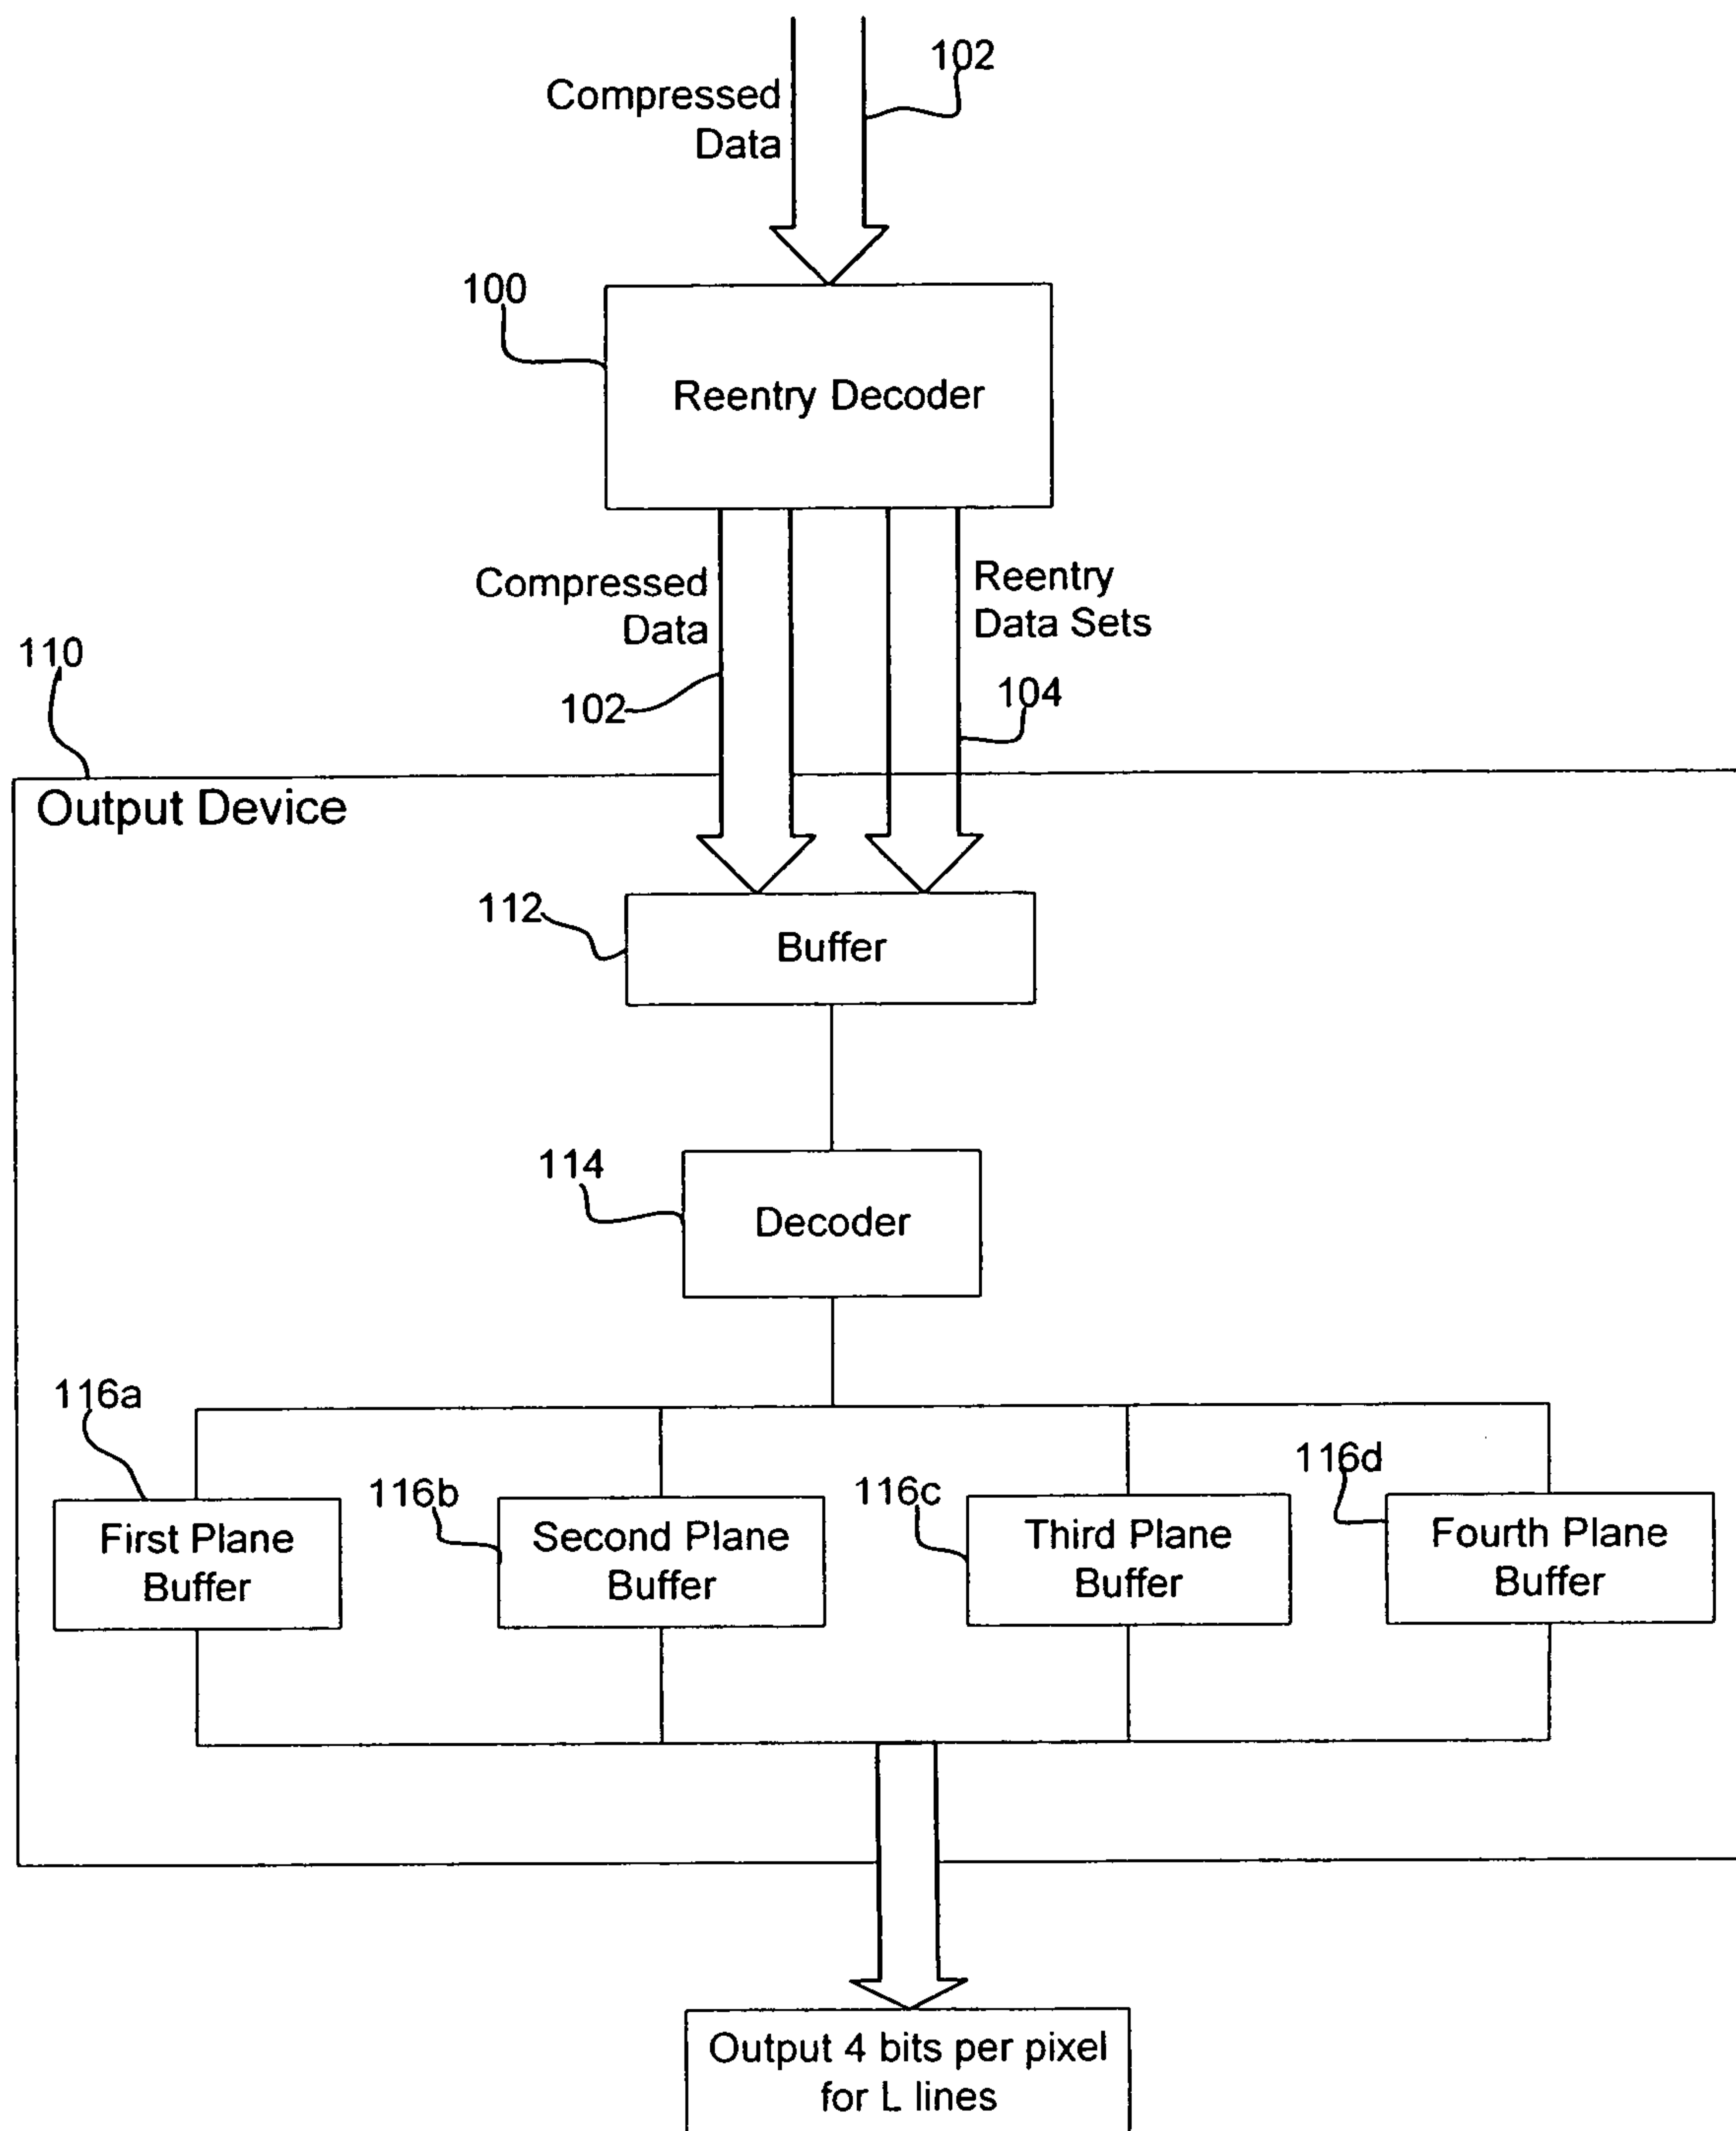 102
Compressed
Data
100
Reentry Decoder
Compressed
Data
Reentry
Data Sets
110
102
104
Output Device
112
Buffer
114
Decoder
116a
First Plane
Buffer
116b
Second Plane
Buffer
116c
Third Plane
Buffer
116d
Fourth Plane
Buffer
Output 4 bits per pixel
for L lines